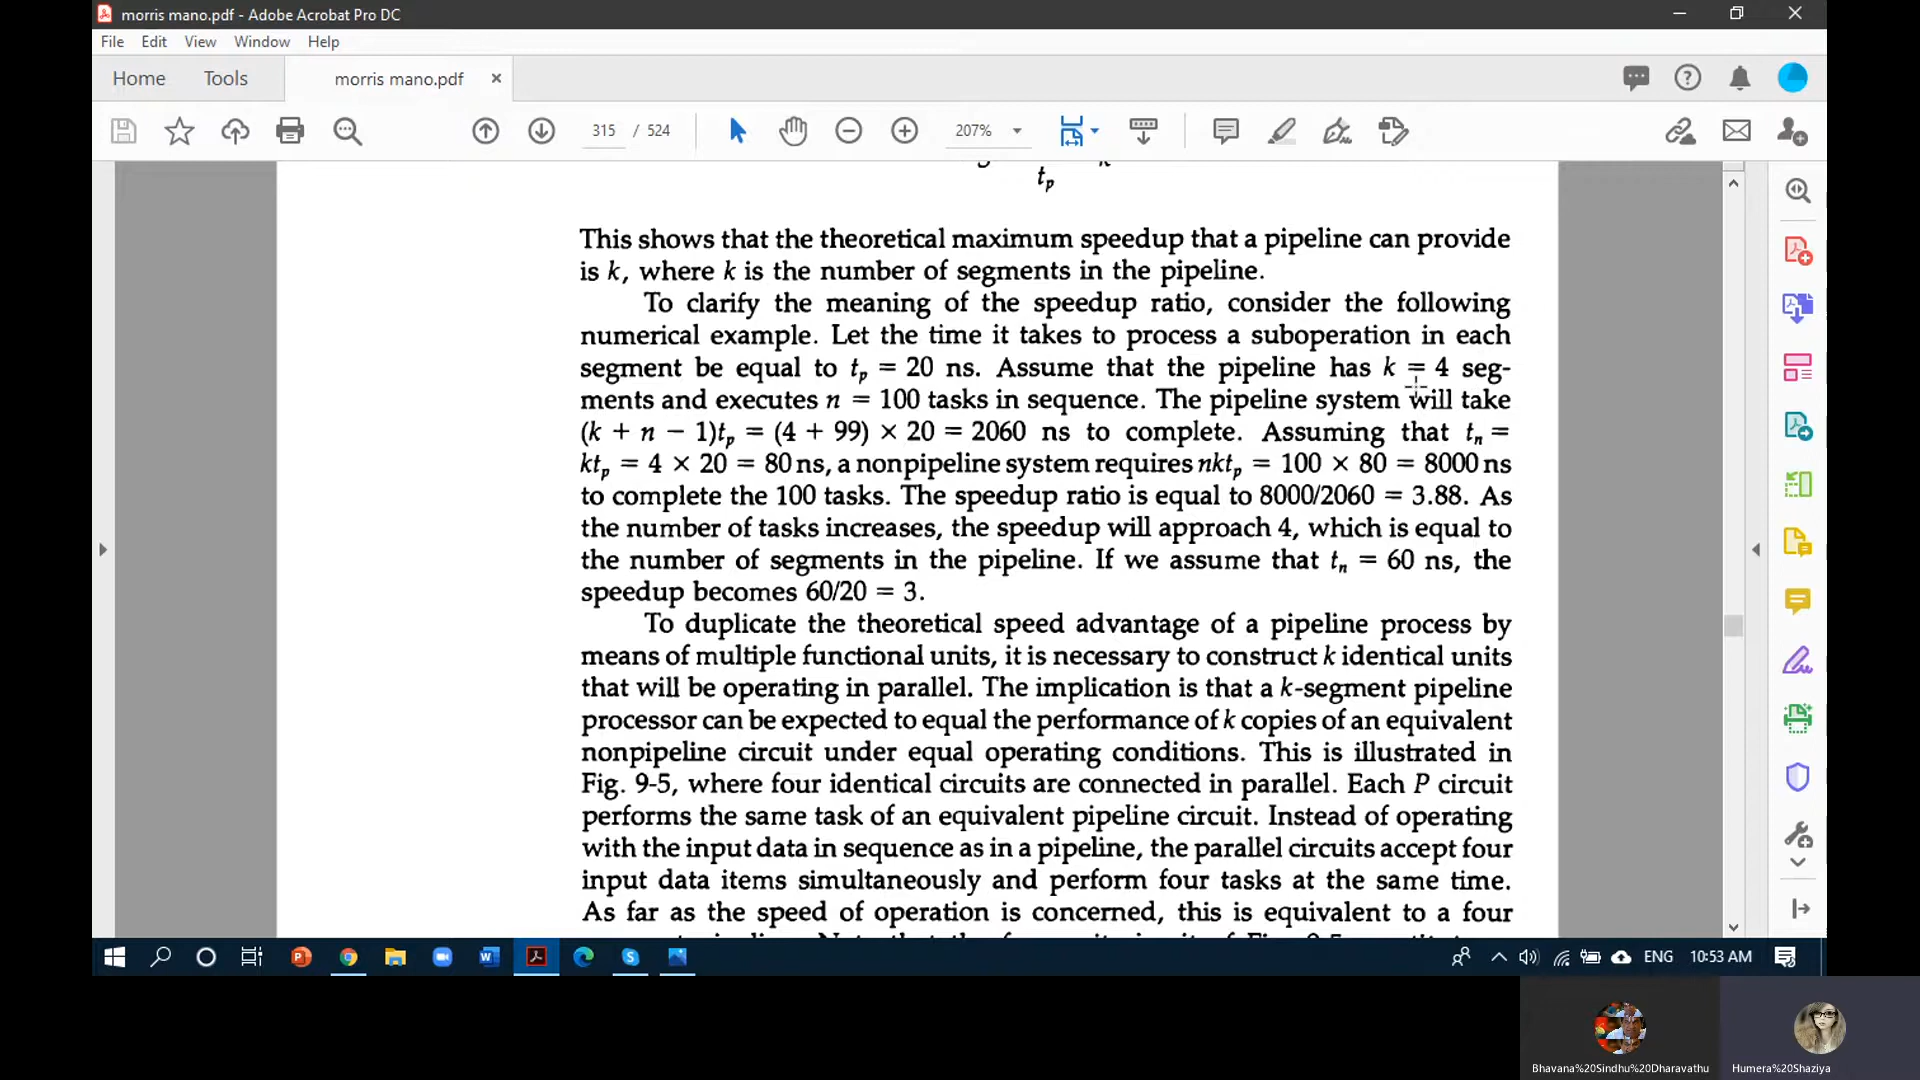 morris mano.pdf - Adobe Acrobat Pro DC
File Edit View Window Help
Home Tools morris mano.pdf
315 / 524 207%
t_p k
This shows that the theoretical maximum speedup that a pipeline can provide
is k, where k is the number of segments in the pipeline.
To clarify the meaning of the speedup ratio, consider the following
numerical example. Let the time it takes to process a suboperation in each
segment be equal to t_p = 20 ns. Assume that the pipeline has k = 4 seg-
ments and executes n = 100 tasks in sequence. The pipeline system will take
(k + n − 1)t_p = (4 + 99) × 20 = 2060 ns to complete. Assuming that t_n =
kt_p = 4 × 20 = 80 ns, a nonpipeline system requires nkt_p = 100 × 80 = 8000 ns
to complete the 100 tasks. The speedup ratio is equal to 8000/2060 = 3.88. As
the number of tasks increases, the speedup will approach 4, which is equal to
the number of segments in the pipeline. If we assume that t_n = 60 ns, the
speedup becomes 60/20 = 3.
To duplicate the theoretical speed advantage of a pipeline process by
means of multiple functional units, it is necessary to construct k identical units
that will be operating in parallel. The implication is that a k-segment pipeline
processor can be expected to equal the performance of k copies of an equivalent
nonpipeline circuit under equal operating conditions. This is illustrated in
Fig. 9-5, where four identical circuits are connected in parallel. Each P circuit
performs the same task of an equivalent pipeline circuit. Instead of operating
with the input data in sequence as in a pipeline, the parallel circuits accept four
input data items simultaneously and perform four tasks at the same time.
As far as the speed of operation is concerned, this is equivalent to a four
ENG 10:53 AM
Bhavana%20Sindhu%20Dharavathu Humera%20Shaziya